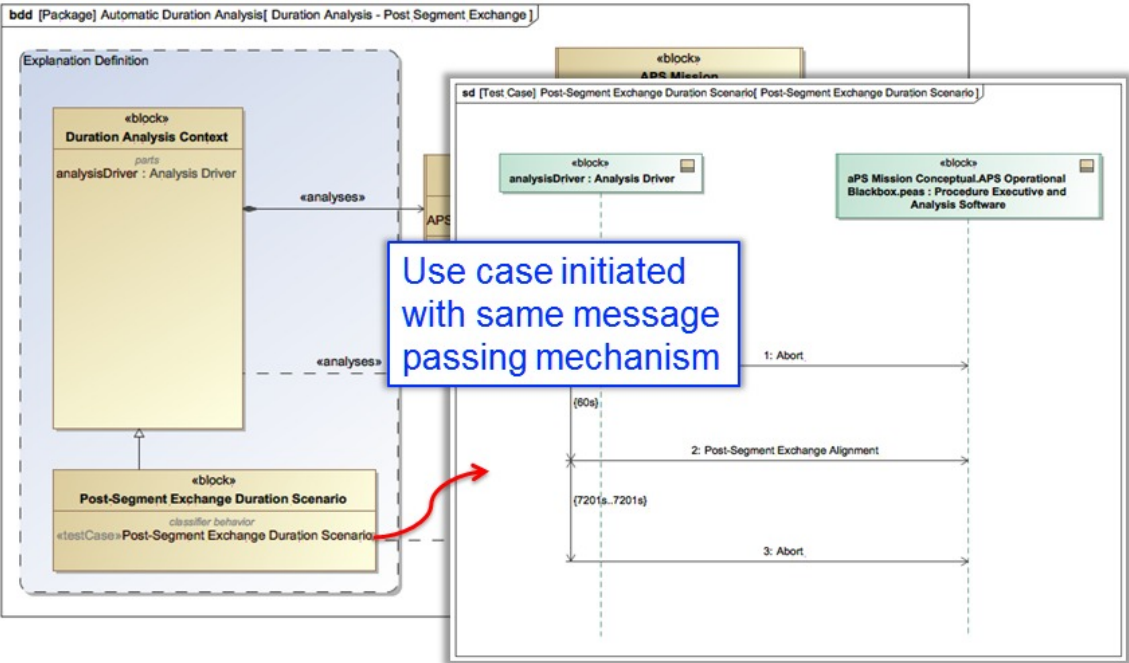 bdd [Package] Automatic Duration Analysis[ Duration Analysis - Post Segment Exchange ]
Explanation Definition
«block»
Duration Analysis Context
parts
analysisDriver : Analysis Driver
«analyses»
«analyses»
«block»
Post-Segment Exchange Duration Scenario
classifier behavior
«testCase»Post-Segment Exchange Duration Scenario
«block»
APS Mission
APS
sd [Test Case] Post-Segment Exchange Duration Scenario[ Post-Segment Exchange Duration Scenario ]
«block»
analysisDriver : Analysis Driver
«block»
aPS Mission Conceptual.APS Operational
Blackbox.peas : Procedure Executive and
Analysis Software
Use case initiated
with same message
passing mechanism
1: Abort
{60s}
2: Post-Segment Exchange Alignment
{7201s..7201s}
3: Abort